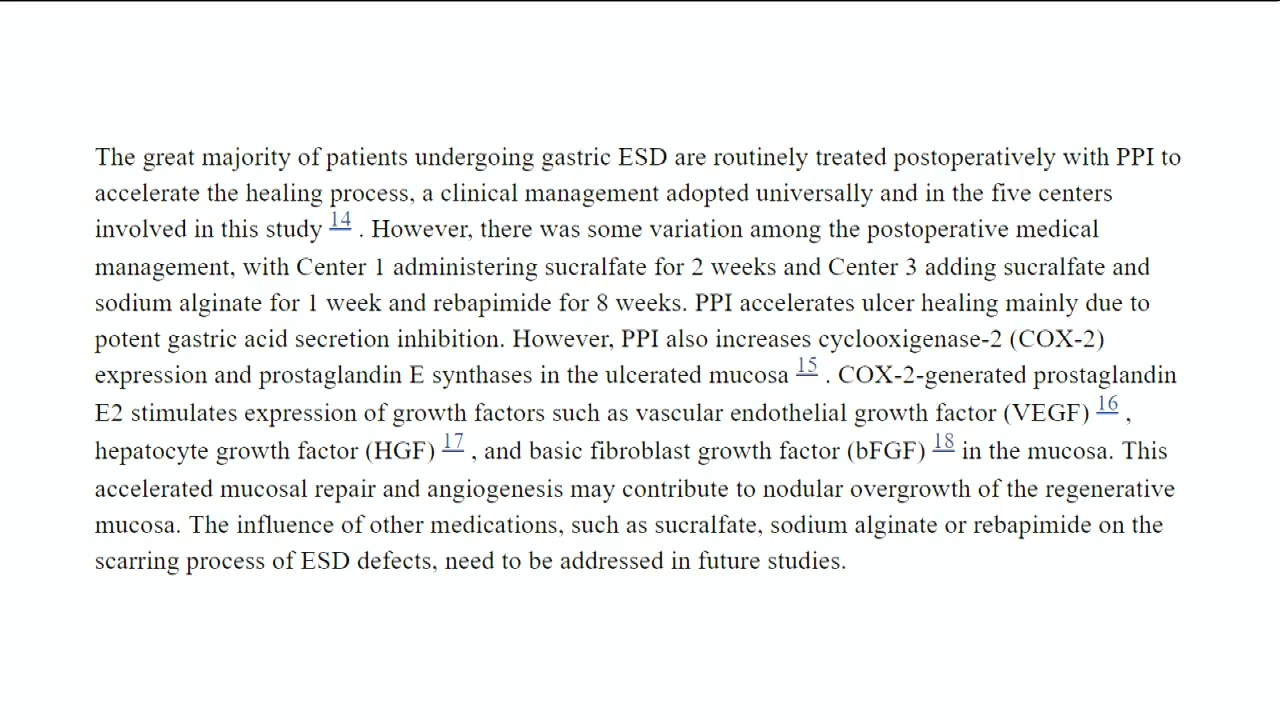 The great majority of patients undergoing gastric ESD are routinely treated postoperatively with PPI to
accelerate the healing process, a clinical management adopted universally and in the five centers
involved in this study 14 . However, there was some variation among the postoperative medical
management, with Center 1 administering sucralfate for 2 weeks and Center 3 adding sucralfate and
sodium alginate for 1 week and rebapimide for 8 weeks. PPI accelerates ulcer healing mainly due to
potent gastric acid secretion inhibition. However, PPI also increases cyclooxigenase-2 (COX-2)
expression and prostaglandin E synthases in the ulcerated mucosa 15 . COX-2-generated prostaglandin
E2 stimulates expression of growth factors such as vascular endothelial growth factor (VEGF) 16 ,
hepatocyte growth factor (HGF) 17 , and basic fibroblast growth factor (bFGF) 18 in the mucosa. This
accelerated mucosal repair and angiogenesis may contribute to nodular overgrowth of the regenerative
mucosa. The influence of other medications, such as sucralfate, sodium alginate or rebapimide on the
scarring process of ESD defects, need to be addressed in future studies.